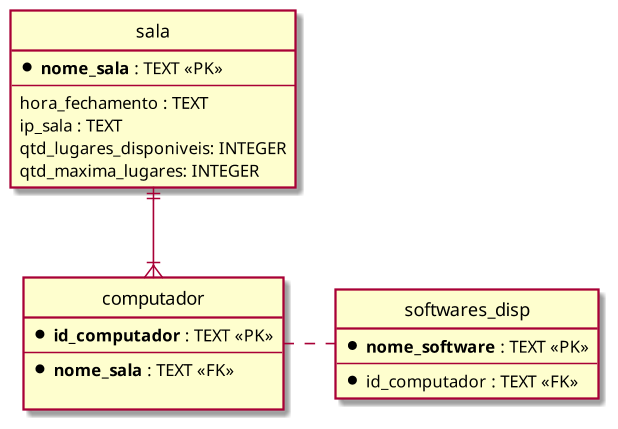 sala
nome_sala : TEXT «PK»
hora_fechamento : TEXT
ip_sala : TEXT
qtd_lugares_disponiveis: INTEGER
qtd_maxima_lugares: INTEGER
computador
id_computador : TEXT «PK»
nome_sala : TEXT «FK»
softwares_disp
nome_software : TEXT «PK»
id_computador : TEXT «FK»